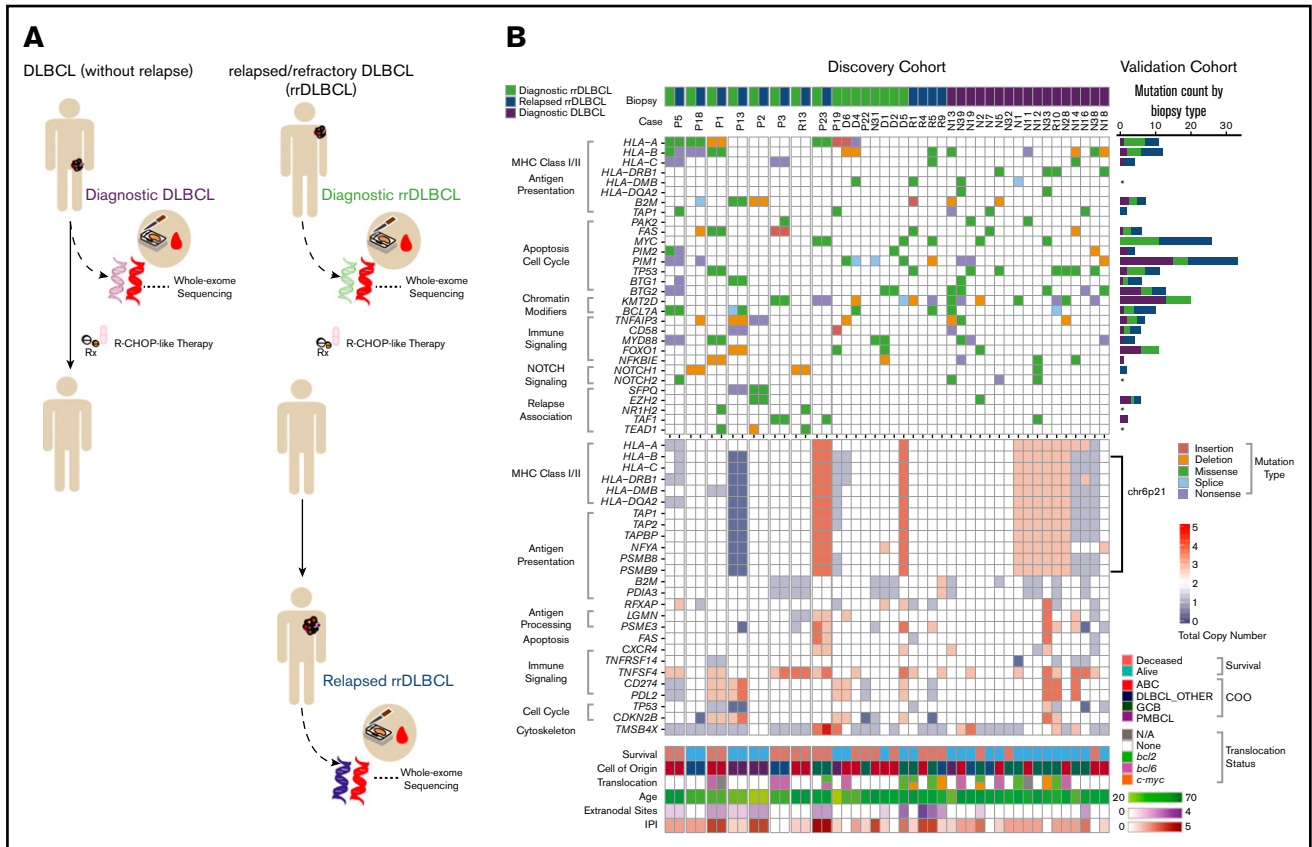 A
DLBCL (without relapse)
relapsed/refractory DLBCL
(rrDLBCL)
Diagnostic DLBCL
Diagnostic rrDLBCL
Whole-exome
Sequencing
Whole-exome
Sequencing
Rx
R-CHOP-like Therapy
Rx
R-CHOP-like Therapy
Relapsed rrDLBCL
Whole-exome
Sequencing
B
Discovery Cohort
Validation Cohort
Diagnostic rrDLBCL
Relapsed rrDLBCL
Diagnostic DLBCL
Biopsy
Case
P5 P18 P1 P13 P2 P3 R13 P23 P19 D6 D4 P22 N31 D1 D2 D5 R1 R4 R5 R9 N13 N39 N19 N2 N7 N5 N32 N1 N11 N12 N33 R10 N28 N14 N16 N38 N18
Mutation count by
biopsy type
0 10 20 30
MHC Class I/II
Antigen
Presentation
Apoptosis
Cell Cycle
Chromatin
Modifiers
Immune
Signaling
NOTCH
Signaling
Relapse
Association
HLA-A
HLA-B
HLA-C
HLA-DRB1
HLA-DMB
HLA-DQA2
B2M
TAP1
PAK2
FAS
MYC
PIM2
PIM1
TP53
BTG1
BTG2
KMT2D
BCL7A
TNFAIP3
CD58
MYD88
FOXO1
NFKBIE
NOTCH1
NOTCH2
SFPQ
EZH2
NR1H2
TAF1
TEAD1
MHC Class I/II
Antigen
Presentation
Antigen
Processing
Apoptosis
Immune
Signaling
Cell Cycle
Cytoskeleton
HLA-A
HLA-B
HLA-C
HLA-DRB1
HLA-DMB
HLA-DQA2
TAP1
TAP2
TAPBP
NFYA
PSMB8
PSMB9
B2M
PDIA3
RFXAP
LGMN
PSME3
FAS
CXCR4
TNFRSF14
TNFSF4
CD274
PDL2
TP53
CDKN2B
TMSB4X
chr6p21
Insertion
Deletion
Missense
Splice
Nonsense
Mutation
Type
5
4
3
2
1
0
Total Copy Number
Deceased
Alive
Survival
ABC
DLBCL_OTHER
GCB
PMBCL
COO
N/A
None
bcl2
bcl6
c-myc
Translocation
Status
Survival
Cell of Origin
Translocation
Age
Extranodal Sites
IPI
20 70
0 4
0 5